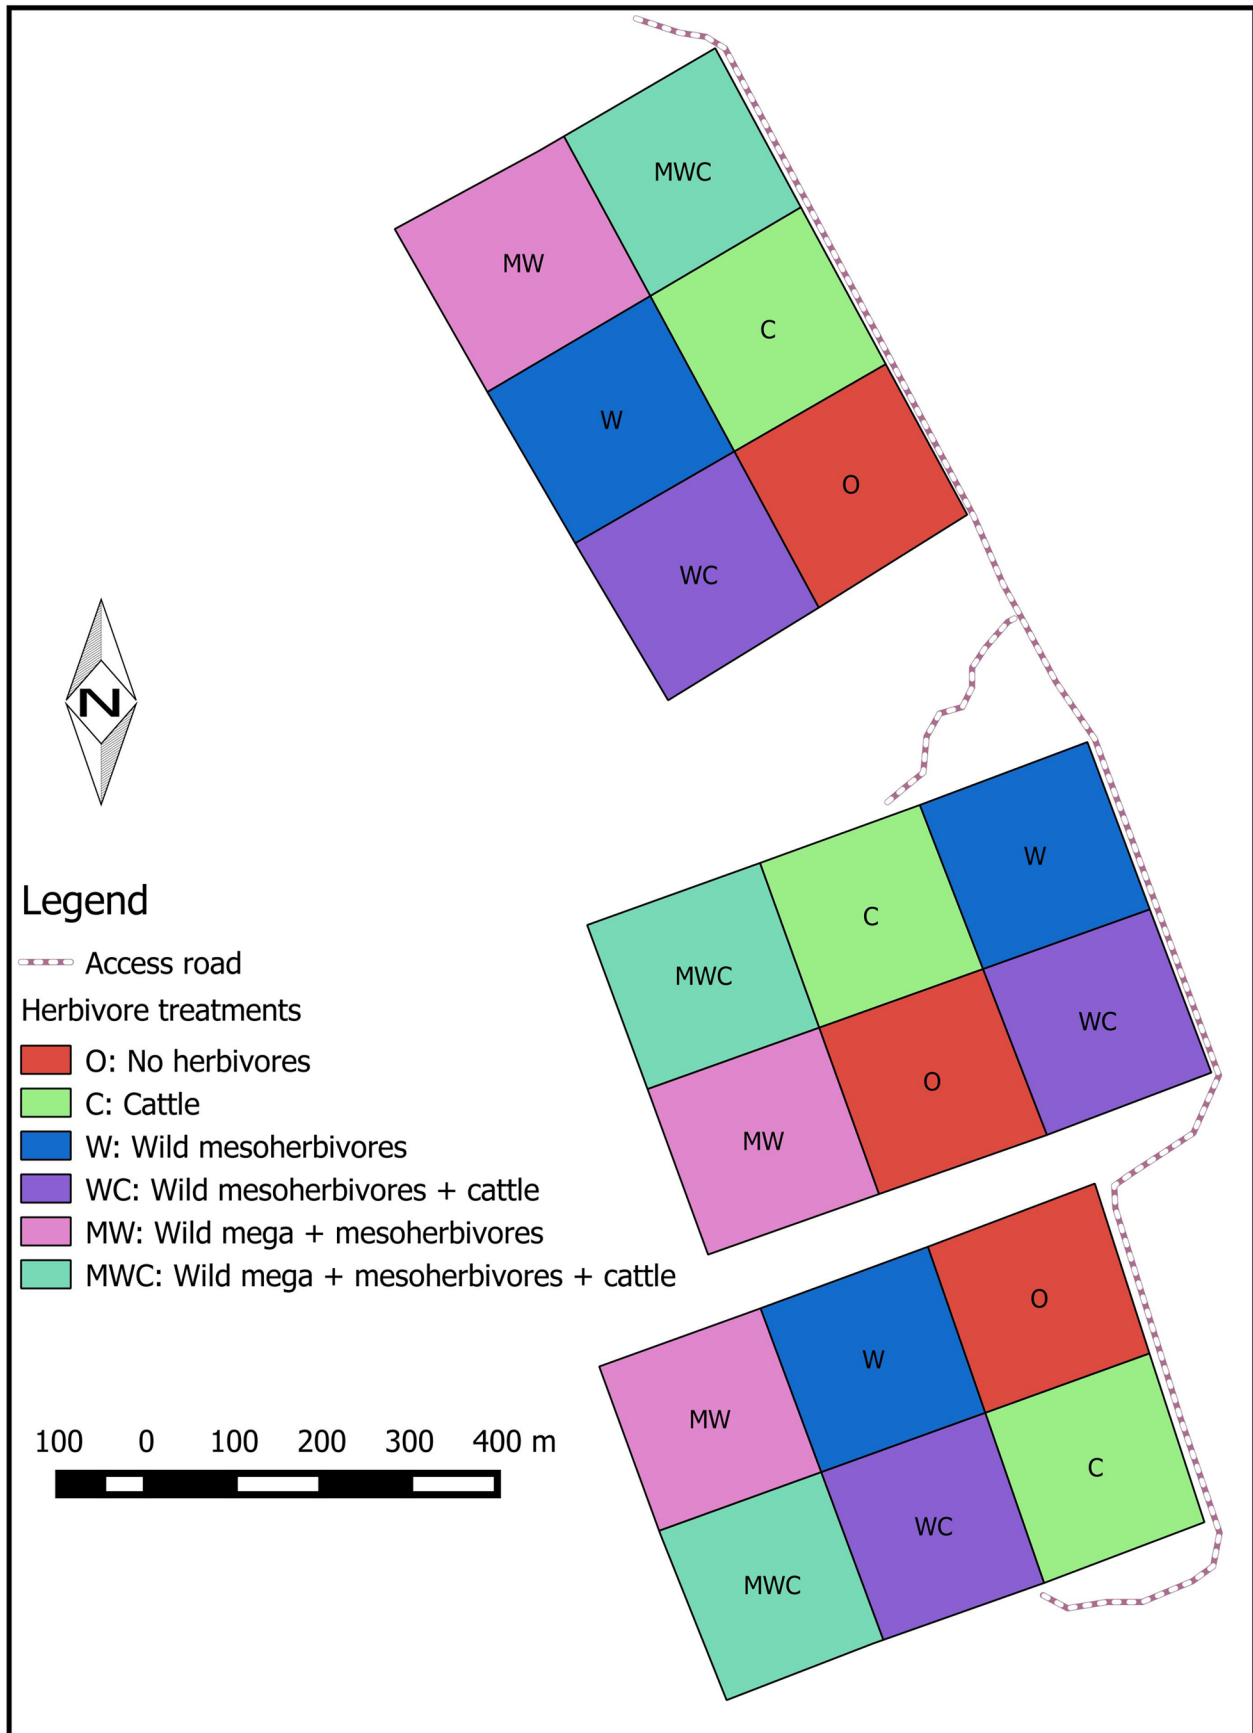 MWC
MW
C
W
O
WC
N
W
C
MWC
WC
O
MW
O
W
MW
C
WC
MWC
Legend
Access road
Herbivore treatments
O: No herbivores
C: Cattle
W: Wild mesoherbivores
WC: Wild mesoherbivores + cattle
MW: Wild mega + mesoherbivores
MWC: Wild mega + mesoherbivores + cattle
100 0 100 200 300 400 m